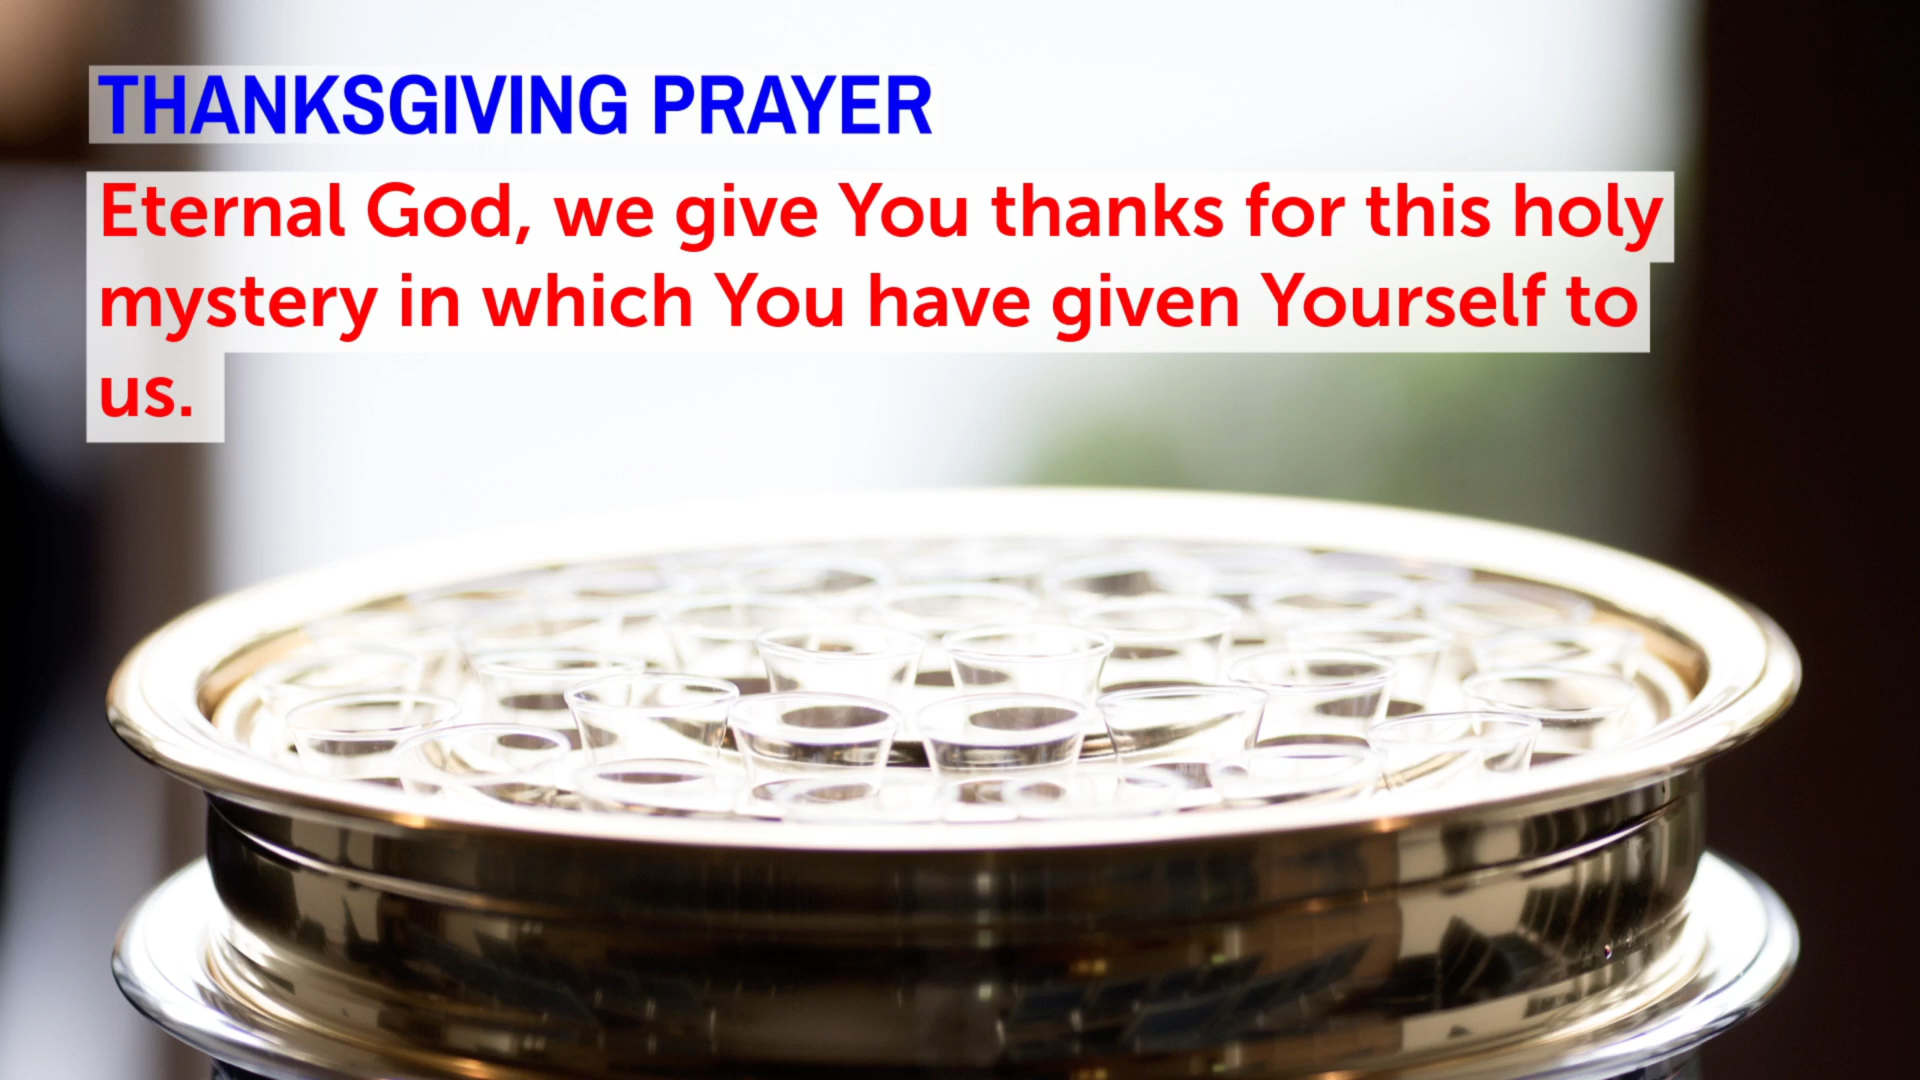 THANKSGIVING PRAYER
Eternal God, we give You thanks for this holy
mystery in which You have given Yourself to
us.